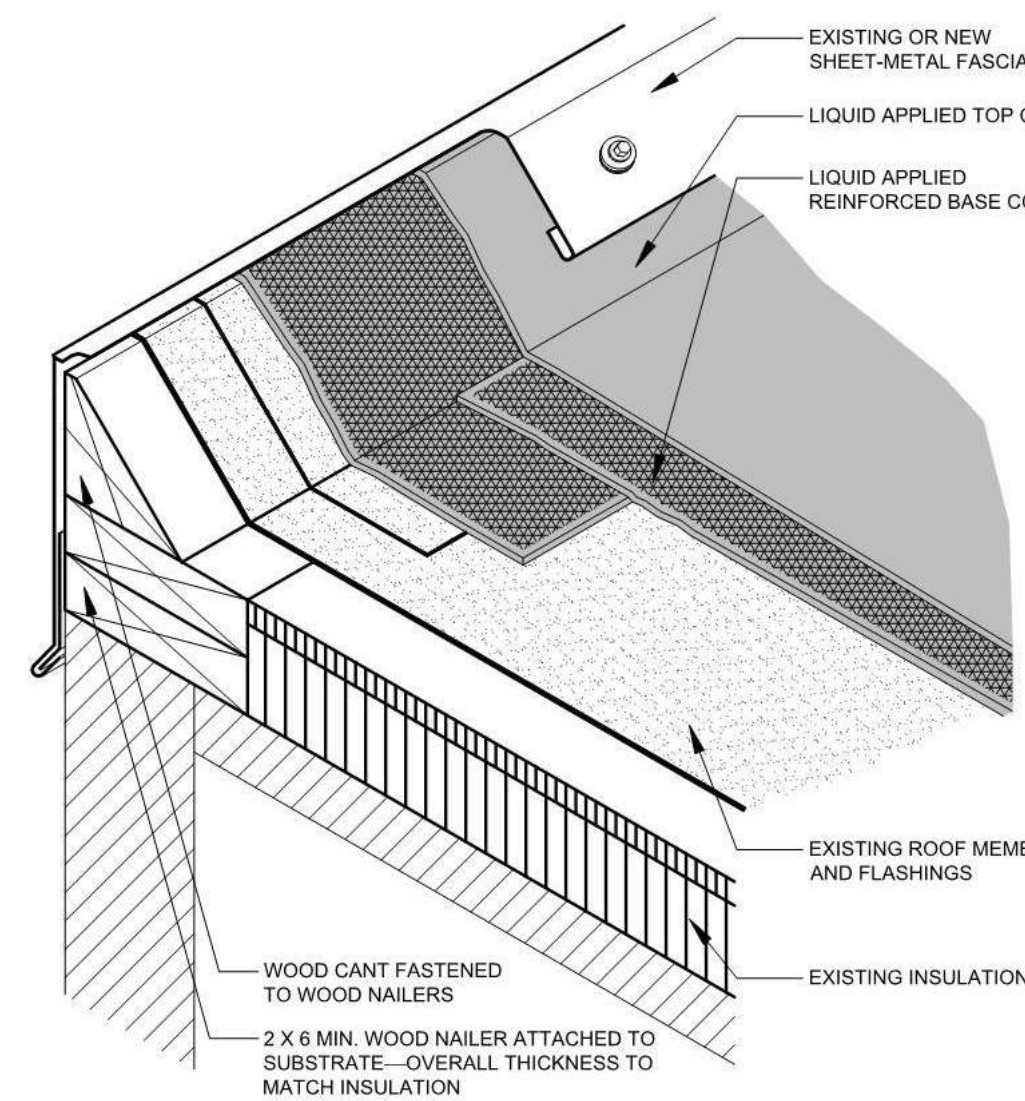 EXISTING OR NEW
SHEET-METAL FASCIA
LIQUID APPLIED TOP
LIQUID APPLIED
REINFORCED BASE
EXISTING ROOF
AND FLASHINGS
EXISTING INSULATION
WOOD CANT FASTENED
TO WOOD NAILERS
2 X 6 MIN. WOOD NAILER ATTACHED TO
SUBSTRATE—OVERALL THICKNESS TO
MATCH INSULATION